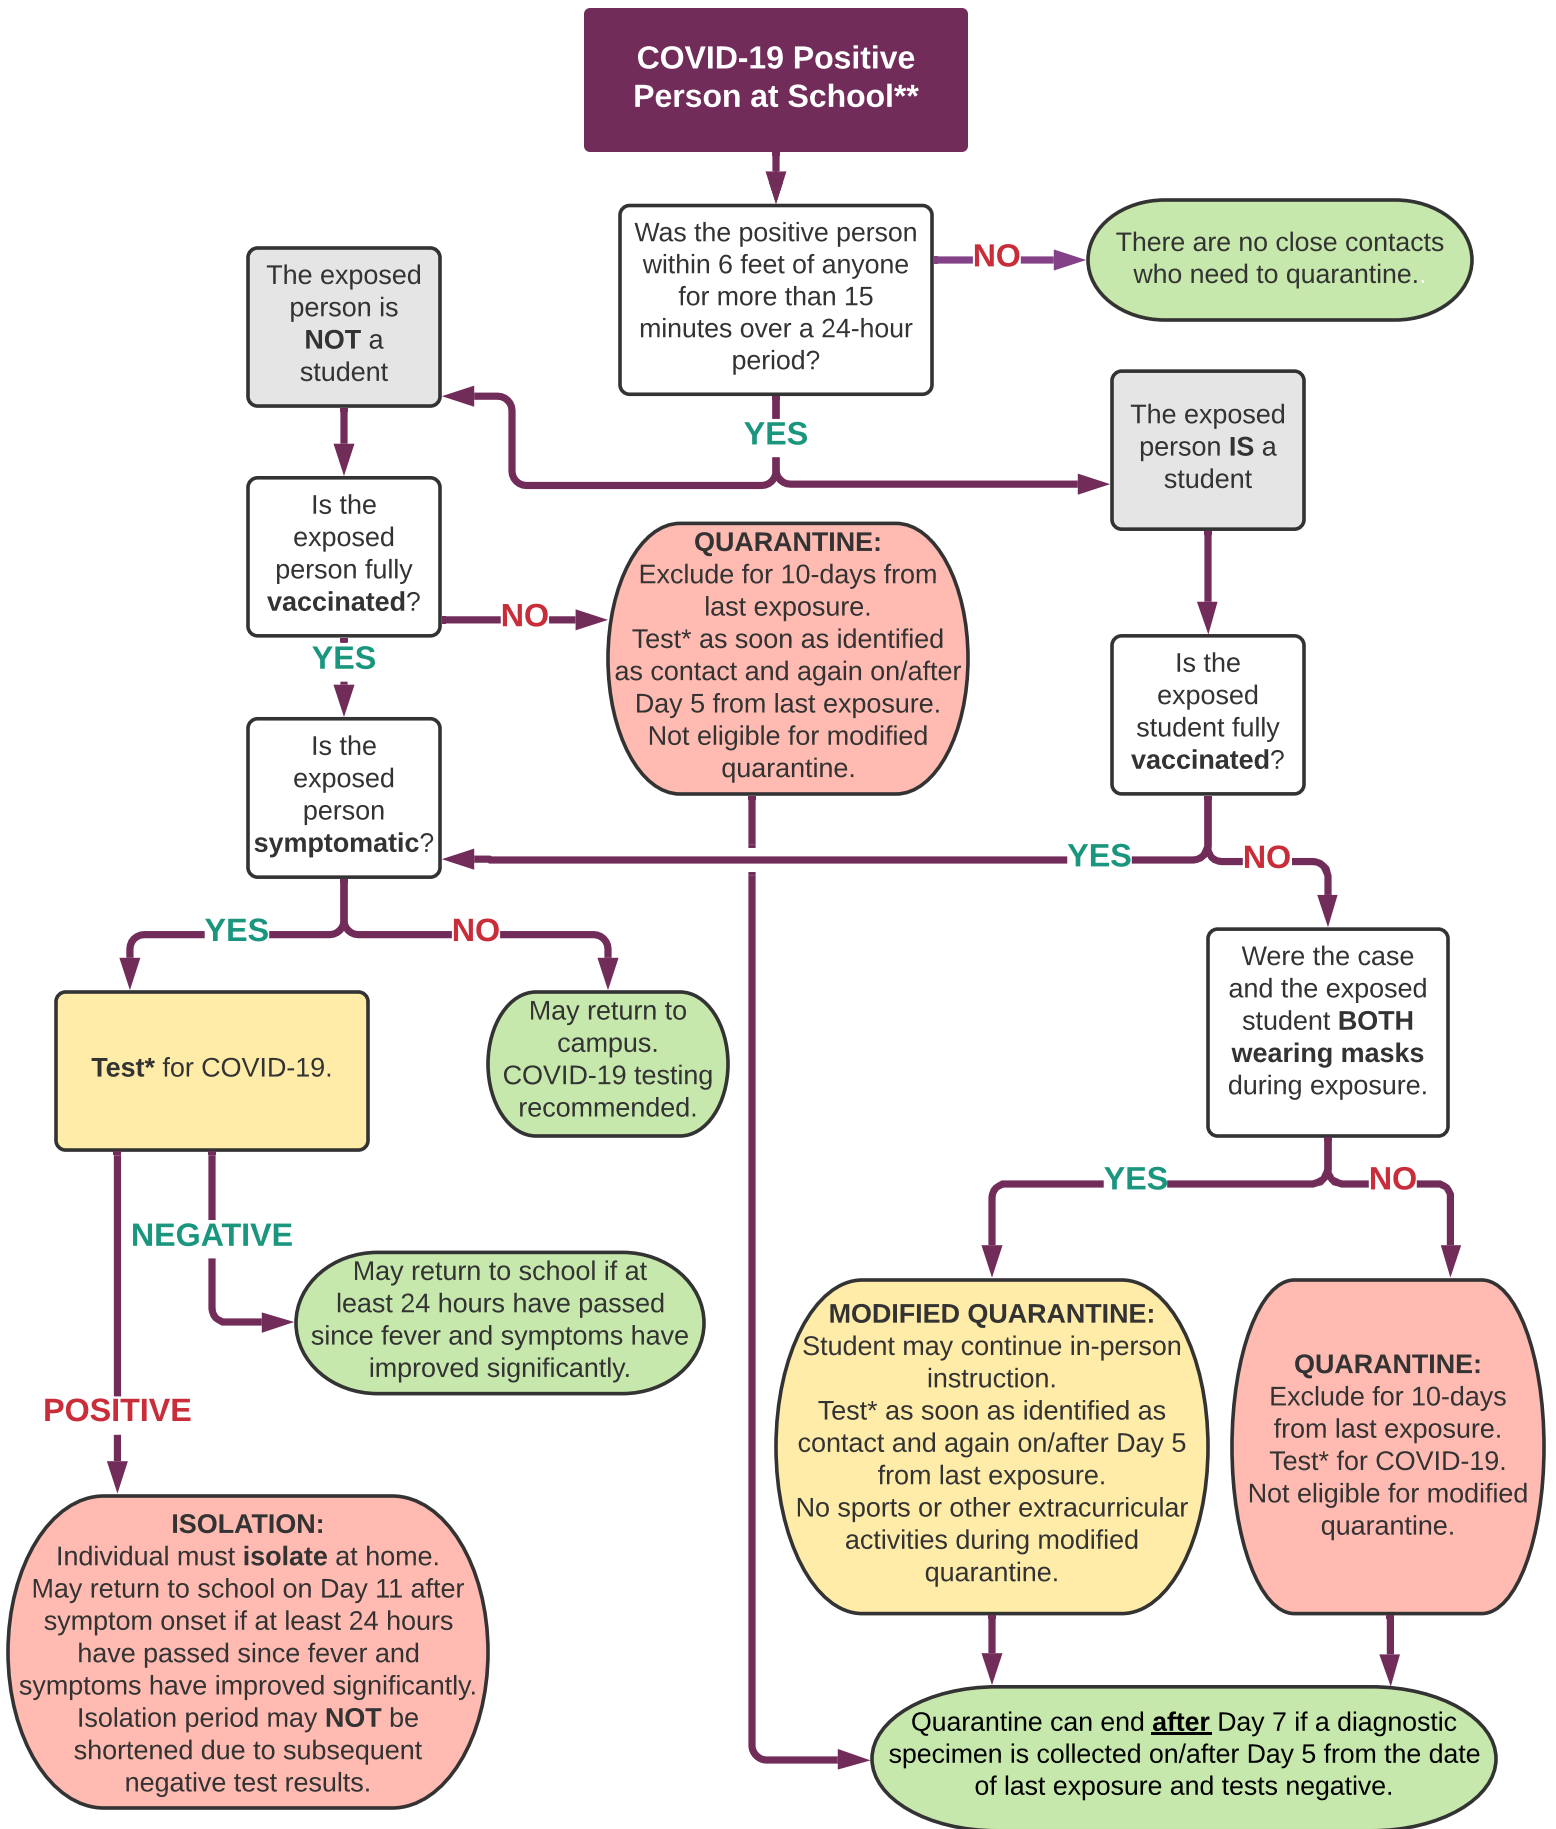 COVID-19 Positive
Person at School**
Was the positive person
within 6 feet of anyone
for more than 15
minutes over a 24-hour
period?
NO
There are no close contacts
who need to quarantine..
YES
The exposed
person is
NOT a
student
The exposed
person IS a
student
Is the
exposed
person fully
vaccinated?
NO
QUARANTINE:
Exclude for 10-days from
last exposure.
Test* as soon as identified
as contact and again on/after
Day 5 from last exposure.
Not eligible for modified
quarantine.
YES
Is the
exposed
student fully
vaccinated?
Is the
exposed
person
symptomatic?
YES
NO
YES
NO
Were the case
and the exposed
student BOTH
wearing masks
during exposure.
Test* for COVID-19.
May return to
campus.
COVID-19 testing
recommended.
YES
NO
NEGATIVE
May return to school if at
least 24 hours have passed
since fever and symptoms have
improved significantly.
POSITIVE
MODIFIED QUARANTINE:
Student may continue in-person
instruction.
Test* as soon as identified as
contact and again on/after Day 5
from last exposure.
No sports or other extracurricular
activities during modified
quarantine.
QUARANTINE:
Exclude for 10-days
from last exposure.
Test* for COVID-19.
Not eligible for modified
quarantine.
ISOLATION:
Individual must isolate at home.
May return to school on Day 11 after
symptom onset if at least 24 hours
have passed since fever and
symptoms have improved significantly.
Isolation period may NOT be
shortened due to subsequent
negative test results.
Quarantine can end after Day 7 if a diagnostic
specimen is collected on/after Day 5 from the date
of last exposure and tests negative.